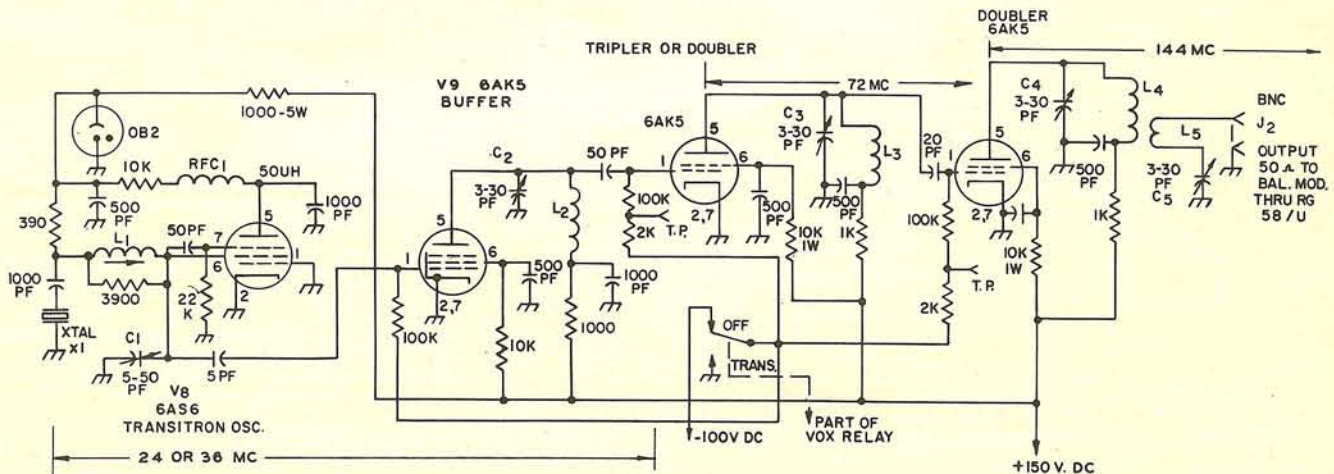 DOUBLER
6AK5
144 MC
TRIPLER OR DOUBLER
72 MC
V9 6AK5
BUFFER
6AK5
OB2
1000-5W
10K
RFC1
50UH
500
PF
1000
PF
390
L1
50PF
7
6
5
1
2
3900
22
K
1000
PF
XTAL
X1
C1
5-50
PF
5PF
V8
6AS6
TRANSITRON OSC.
24 OR 36 MC
5
1
6
2,7
100K
10K
500
PF
C2
3-30
PF
L2
1000
1000
PF
50PF
100K
T.P.
2K
1
5
6
2,7
500
PF
10K
1W
C3
3-30
PF
L3
500
PF
1K
20
PF
100K
T.P.
2K
1
5
6
2,7
10K
1W
C4
3-30
PF
L4
500
PF
1K
L5
3-30
PF
C5
BNC
J2
OUTPUT
50 Ω TO
BAL. MOD.
THRU RG
58/U
OFF
TRANS.
-100V DC
PART OF
VOX RELAY
+150 V. DC